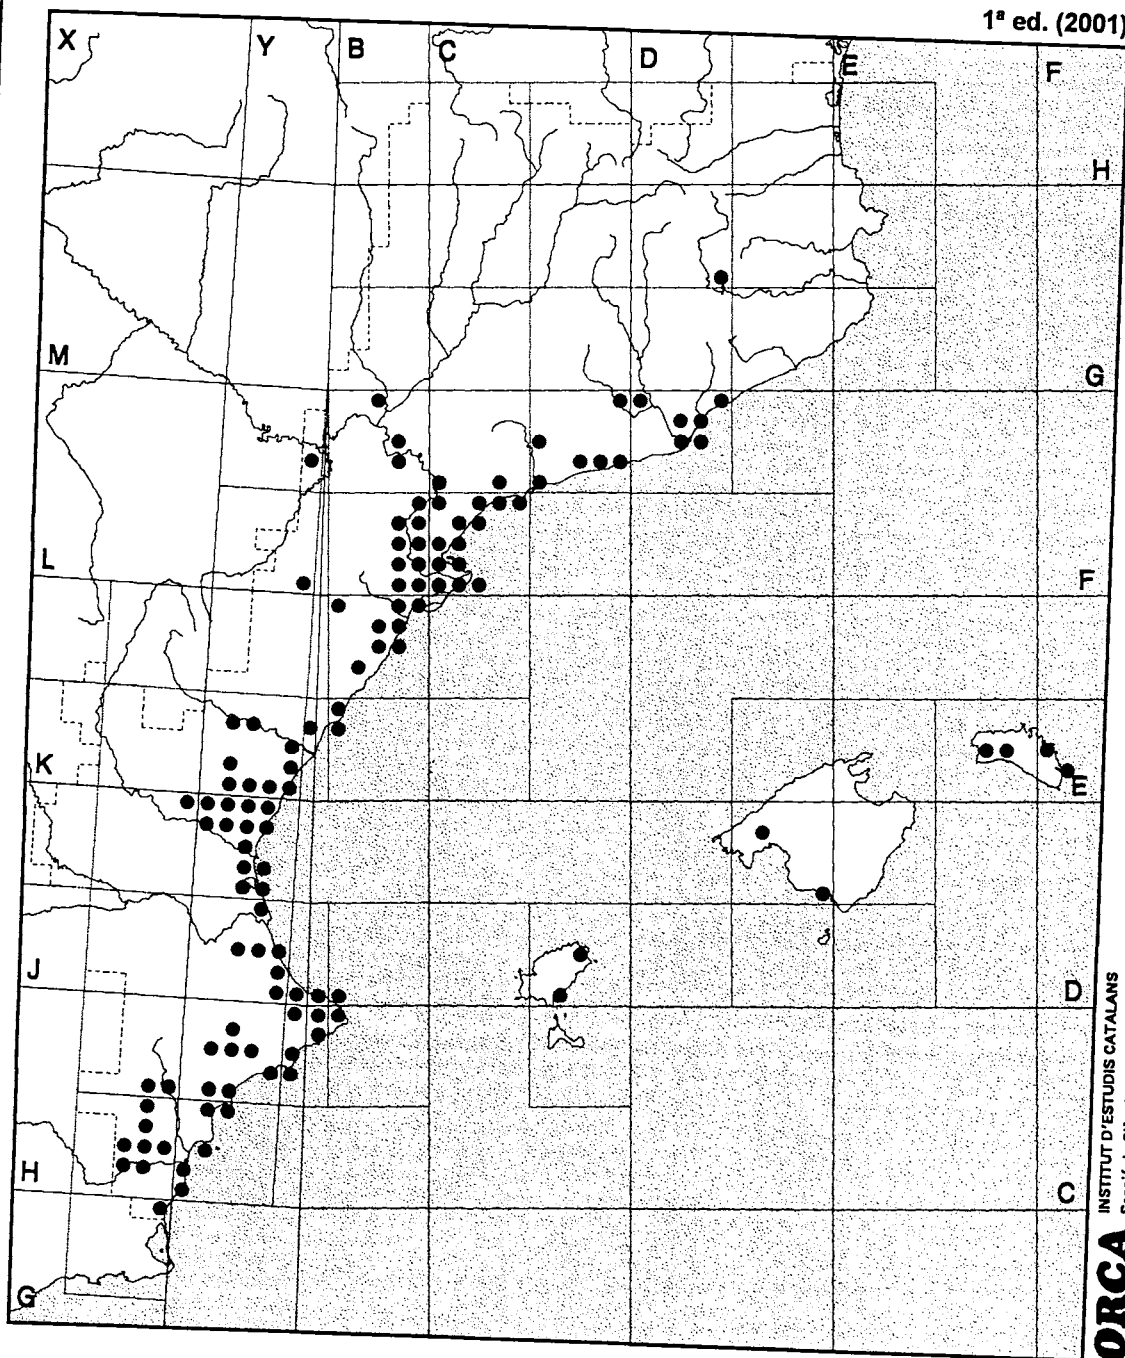 1ª ed. (2001)
X Y B C D E F
H
M G
L F
K E
J D
H C
G
ORCA INSTITUT D'ESTUDIS CATALANS